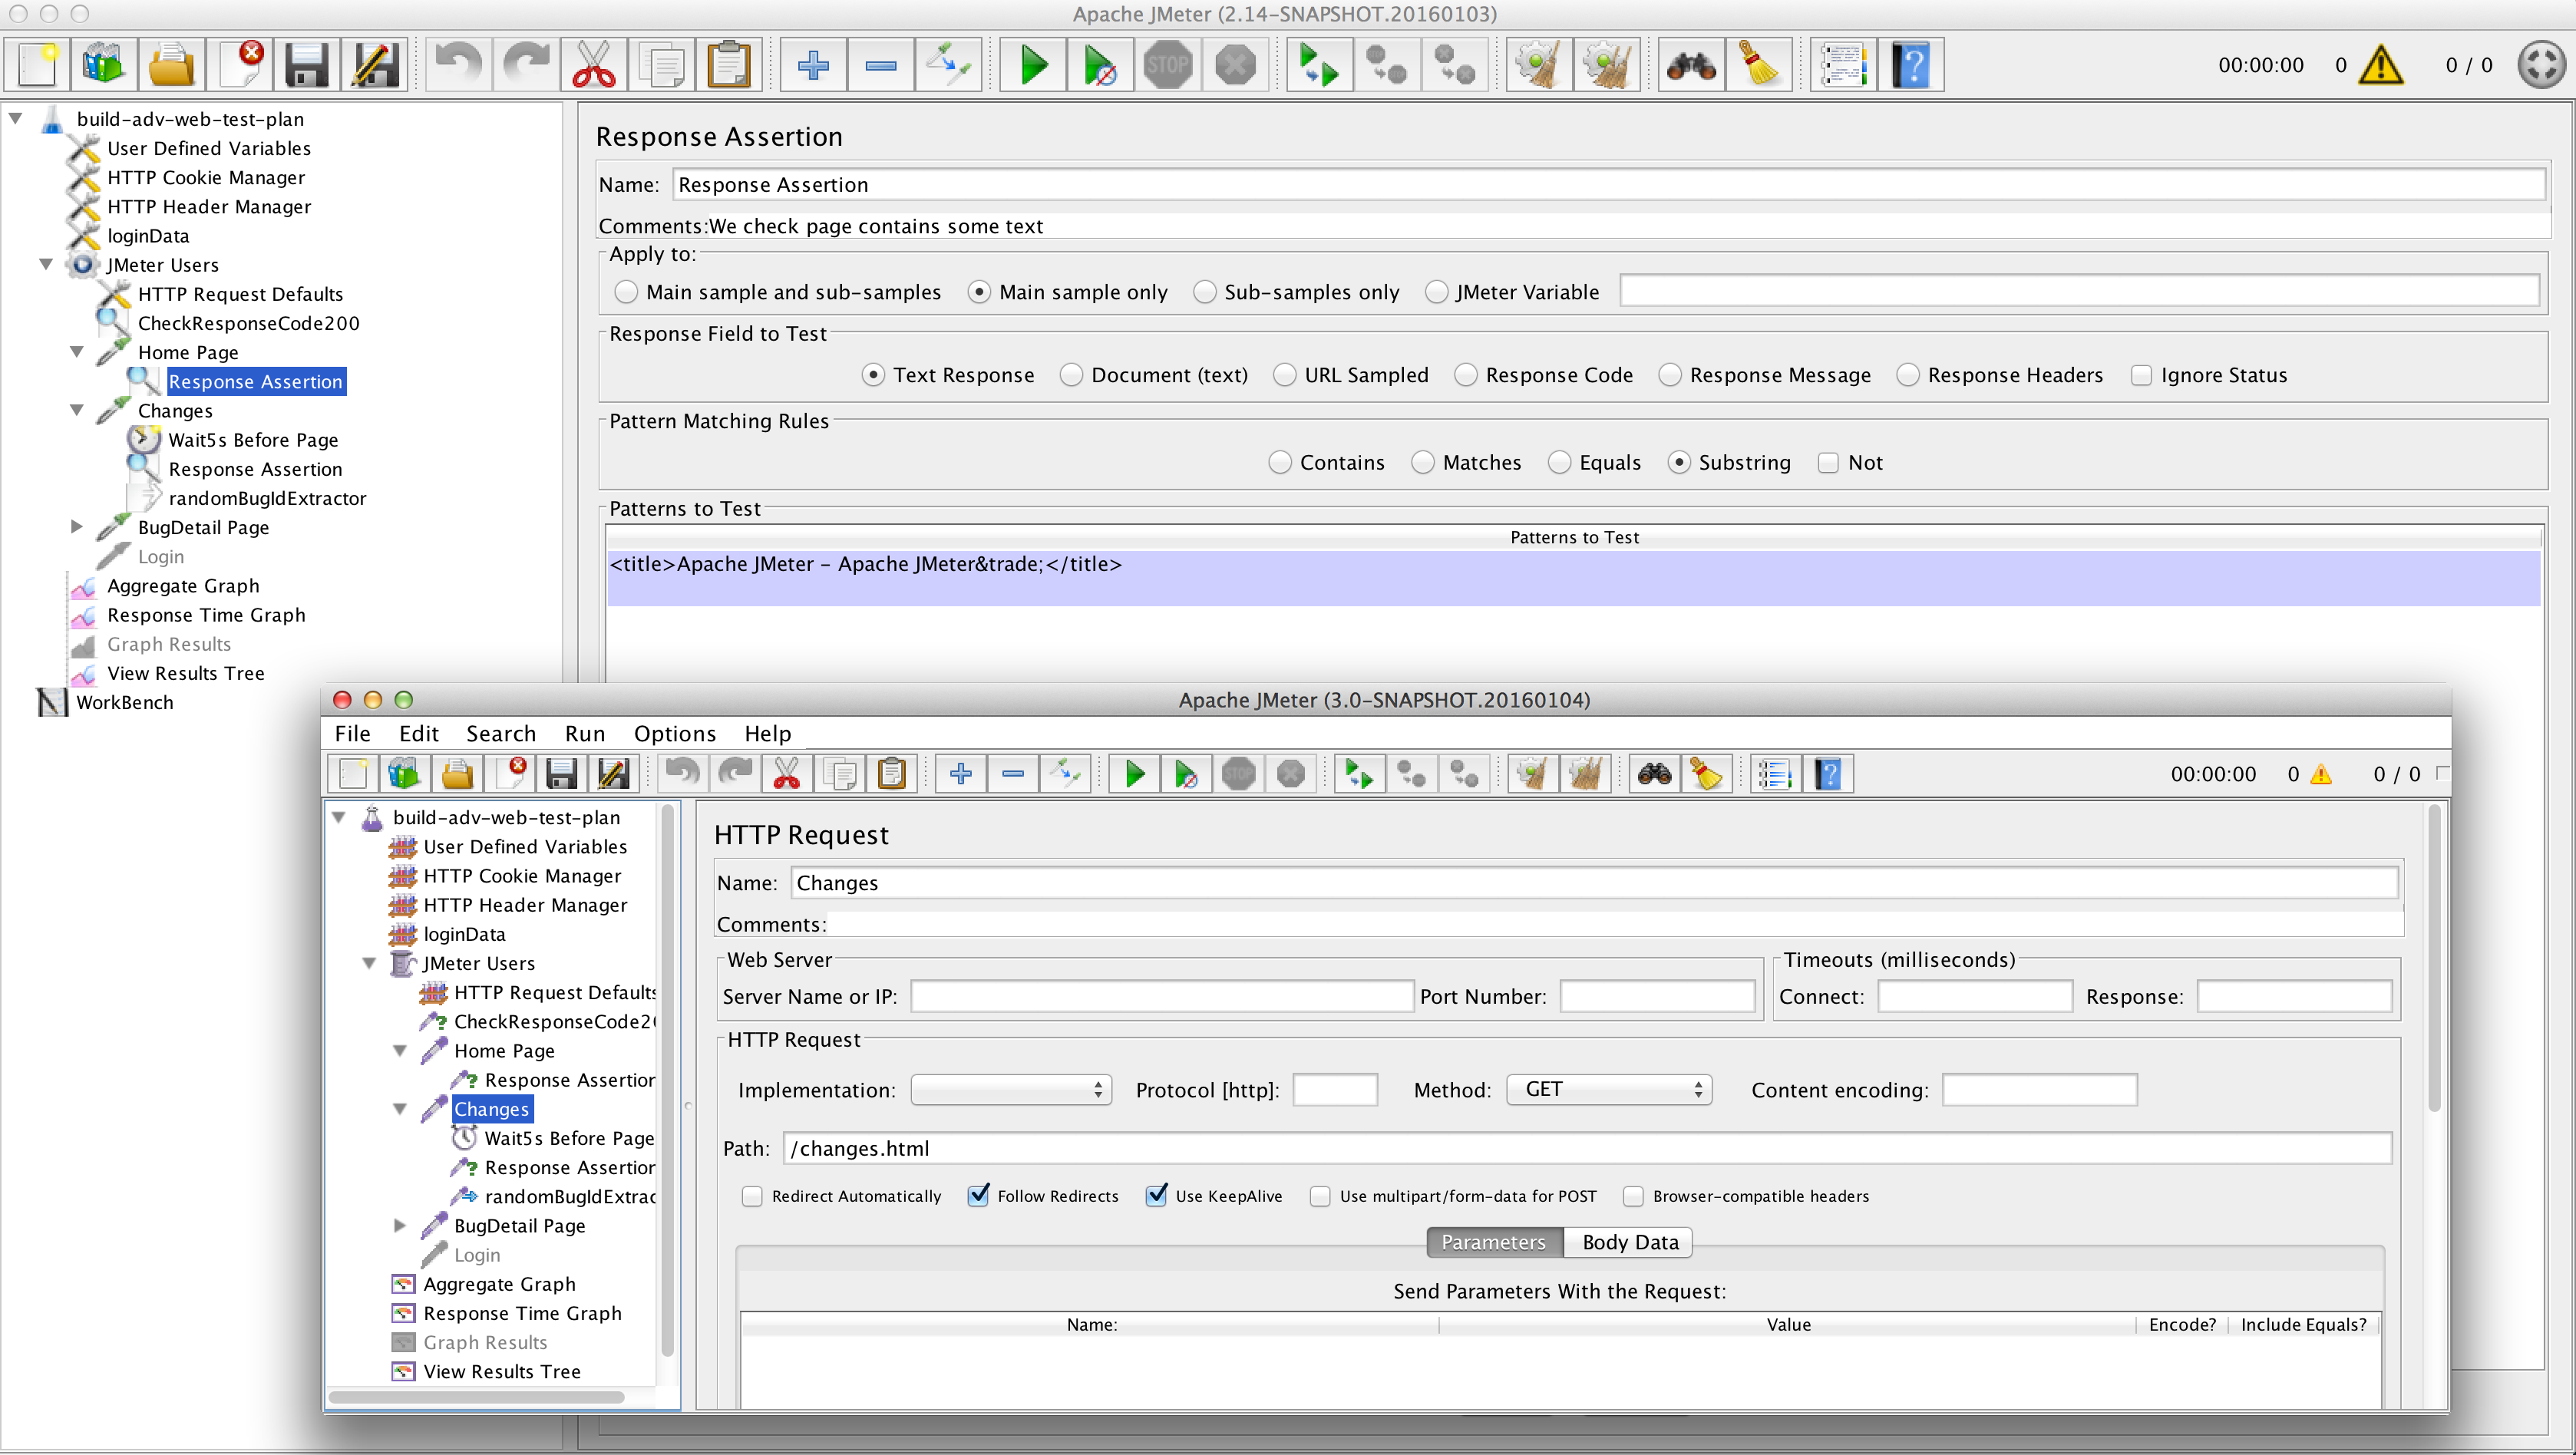 Apache JMeter (2.14-SNAPSHOT.20160103)
STOP
00:00:00 0 0 / 0
build-adv-web-test-plan
User Defined Variables
HTTP Cookie Manager
HTTP Header Manager
loginData
JMeter Users
HTTP Request Defaults
CheckResponseCode200
Home Page
Response Assertion
Changes
Wait5s Before Page
Response Assertion
randomBugIdExtractor
BugDetail Page
Login
Aggregate Graph
Response Time Graph
Graph Results
View Results Tree
WorkBench
Response Assertion
Name: Response Assertion
Comments:We check page contains some text
Apply to:
Main sample and sub-samples Main sample only Sub-samples only JMeter Variable
Response Field to Test
Text Response Document (text) URL Sampled Response Code Response Message Response Headers Ignore Status
Pattern Matching Rules
Contains Matches Equals Substring Not
Patterns to Test
Patterns to Test
<title>Apache JMeter - Apache JMeter&trade;</title>
Apache JMeter (3.0-SNAPSHOT.20160104)
File Edit Search Run Options Help
STOP
00:00:00 0 0 / 0
build-adv-web-test-plan
User Defined Variables
HTTP Cookie Manager
HTTP Header Manager
loginData
JMeter Users
HTTP Request Defaults
CheckResponseCode20
Home Page
Response Assertion
Changes
Wait5s Before Page
Response Assertion
randomBugIdExtrac
BugDetail Page
Login
Aggregate Graph
Response Time Graph
Graph Results
View Results Tree
HTTP Request
Name: Changes
Comments:
Web Server
Server Name or IP: Port Number:
Timeouts (milliseconds)
Connect: Response:
HTTP Request
Implementation: Protocol [http]: Method: GET Content encoding:
Path: /changes.html
Redirect Automatically Follow Redirects Use KeepAlive Use multipart/form-data for POST Browser-compatible headers
Parameters Body Data
Send Parameters With the Request:
Name: Value Encode? Include Equals?